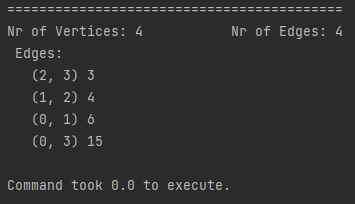 ==========================================
Nr of Vertices: 4 Nr of Edges: 4
Edges:
(2, 3) 3
(1, 2) 4
(0, 1) 6
(0, 3) 15
Command took 0.0 to execute.